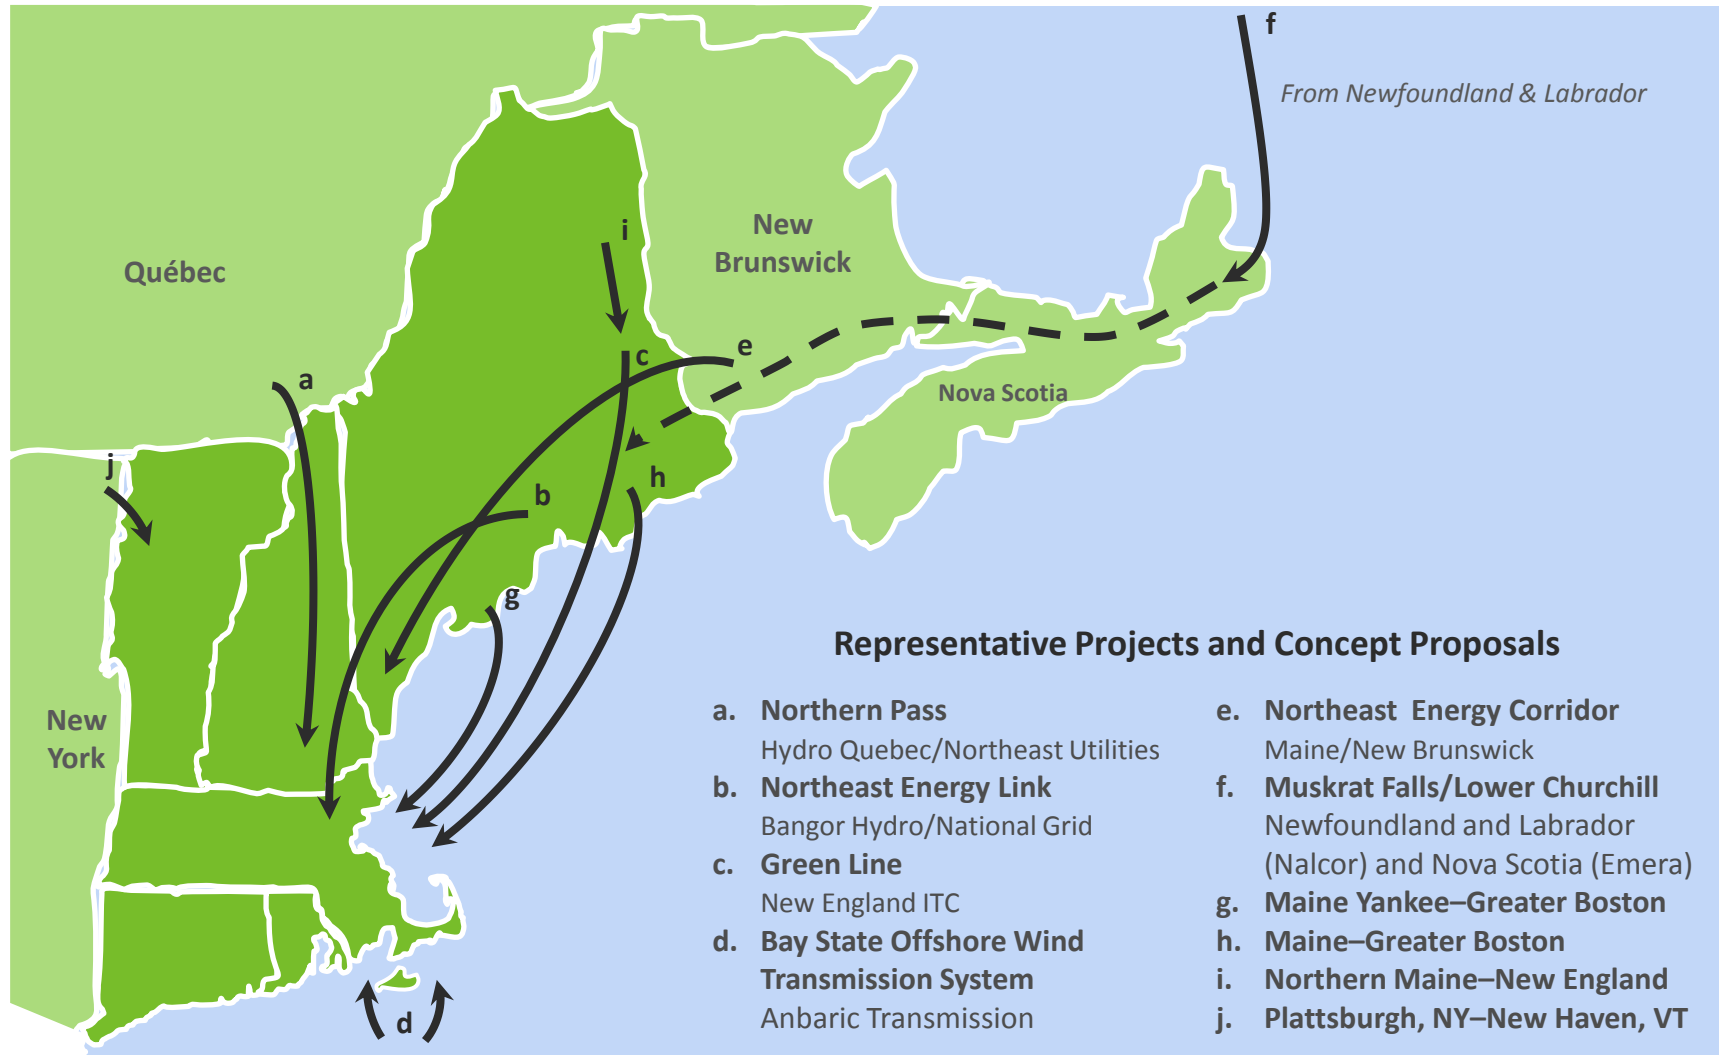 f
From Newfoundland & Labrador
New
Brunswick
i
Québec
e
c
a
Nova Scotia
j
h
b
g
New
York
d
Representative Projects and Concept Proposals
a. Northern Pass
Hydro Quebec/Northeast Utilities
b. Northeast Energy Link
Bangor Hydro/National Grid
c. Green Line
New England ITC
d. Bay State Offshore Wind
Transmission System
Anbaric Transmission
e. Northeast Energy Corridor
Maine/New Brunswick
f. Muskrat Falls/Lower Churchill
Newfoundland and Labrador
(Nalcor) and Nova Scotia (Emera)
g. Maine Yankee–Greater Boston
h. Maine–Greater Boston
i. Northern Maine–New England
j. Plattsburgh, NY–New Haven, VT